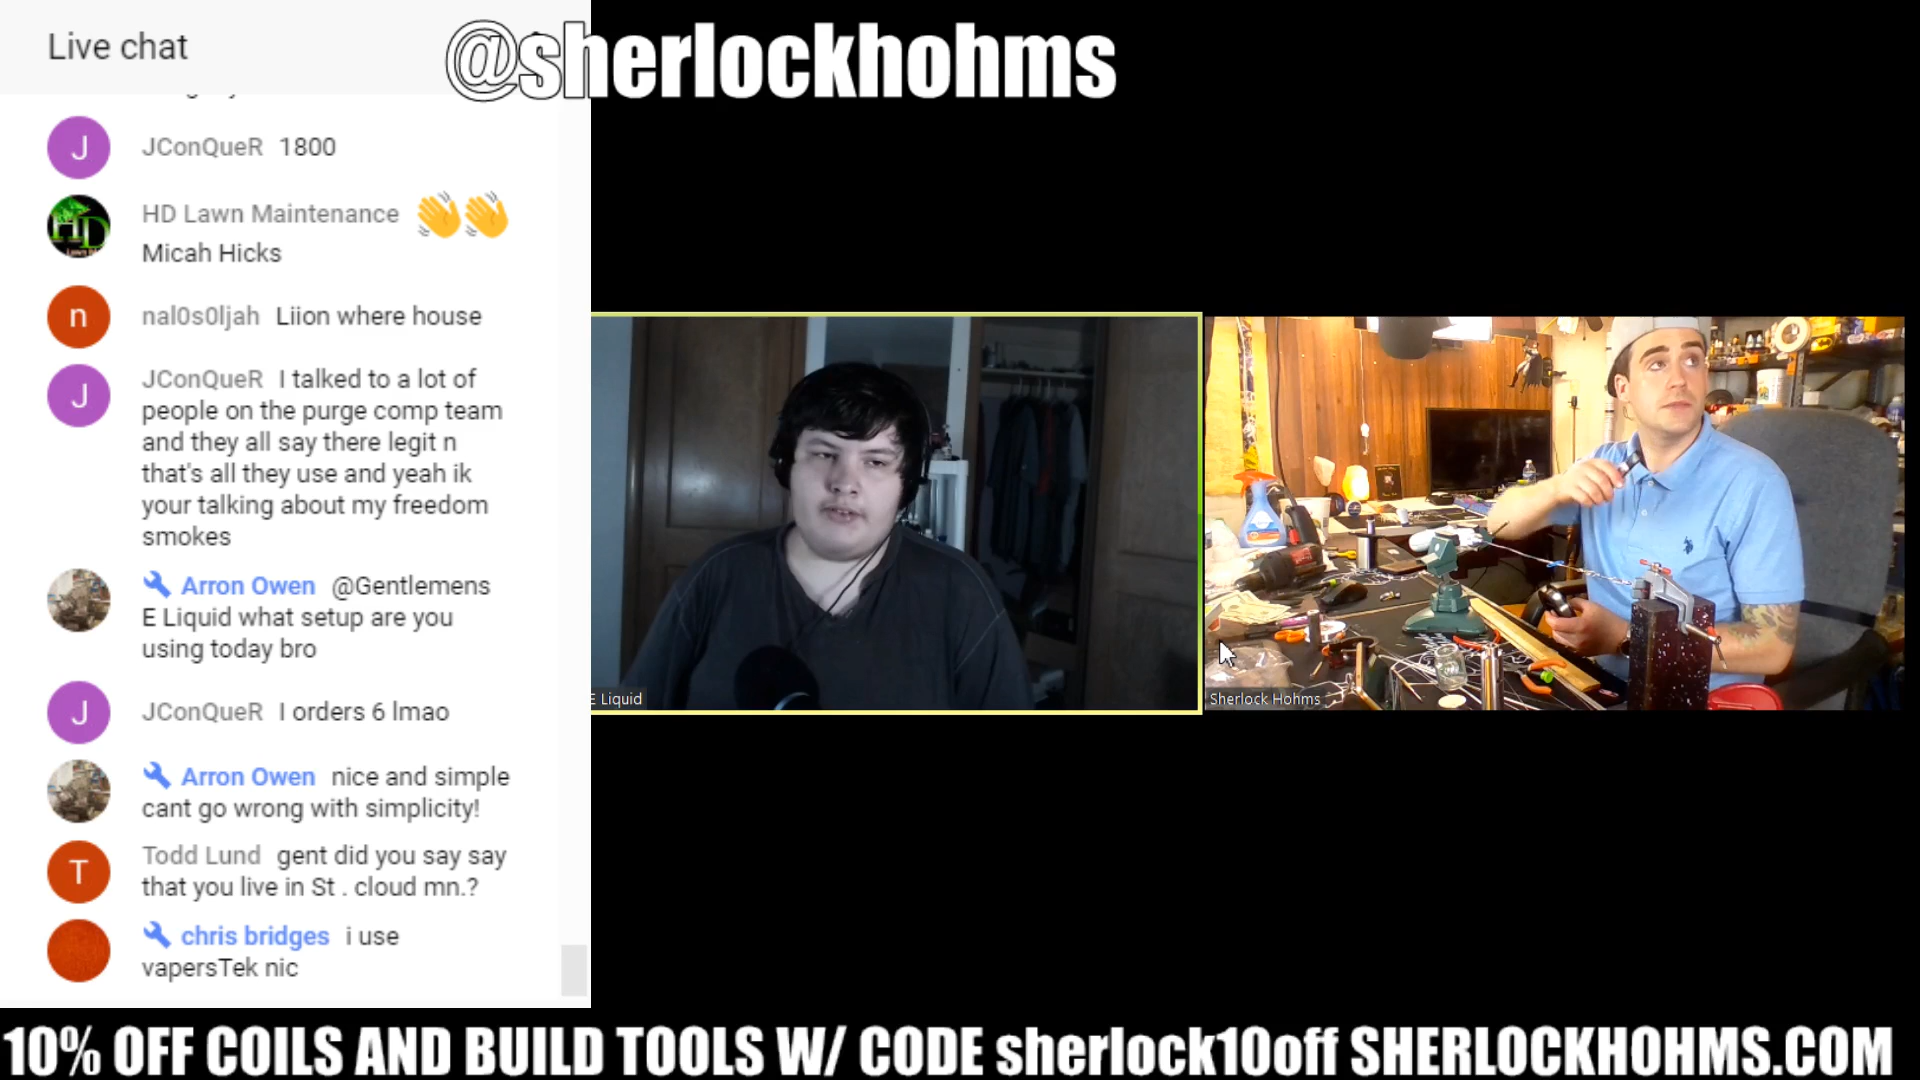 Live chat
@sherlockhohms
JConQueR 1800
HD Lawn Maintenance 👋👋
Micah Hicks
nal0s0ljah Liion where house
JConQueR I talked to a lot of
people on the purge comp team
and they all say there legit n
that's all they use and yeah ik
your talking about my freedom
smokes
Arron Owen @Gentlemens
E Liquid what setup are you
using today bro
JConQueR I orders 6 lmao
Arron Owen nice and simple
cant go wrong with simplicity!
Todd Lund gent did you say say
that you live in St . cloud mn.?
chris bridges i use
vapersTek nic
E Liquid
Sherlock Hohms
10% OFF COILS AND BUILD TOOLS W/ CODE sherlock10off SHERLOCKHOHMS.COM